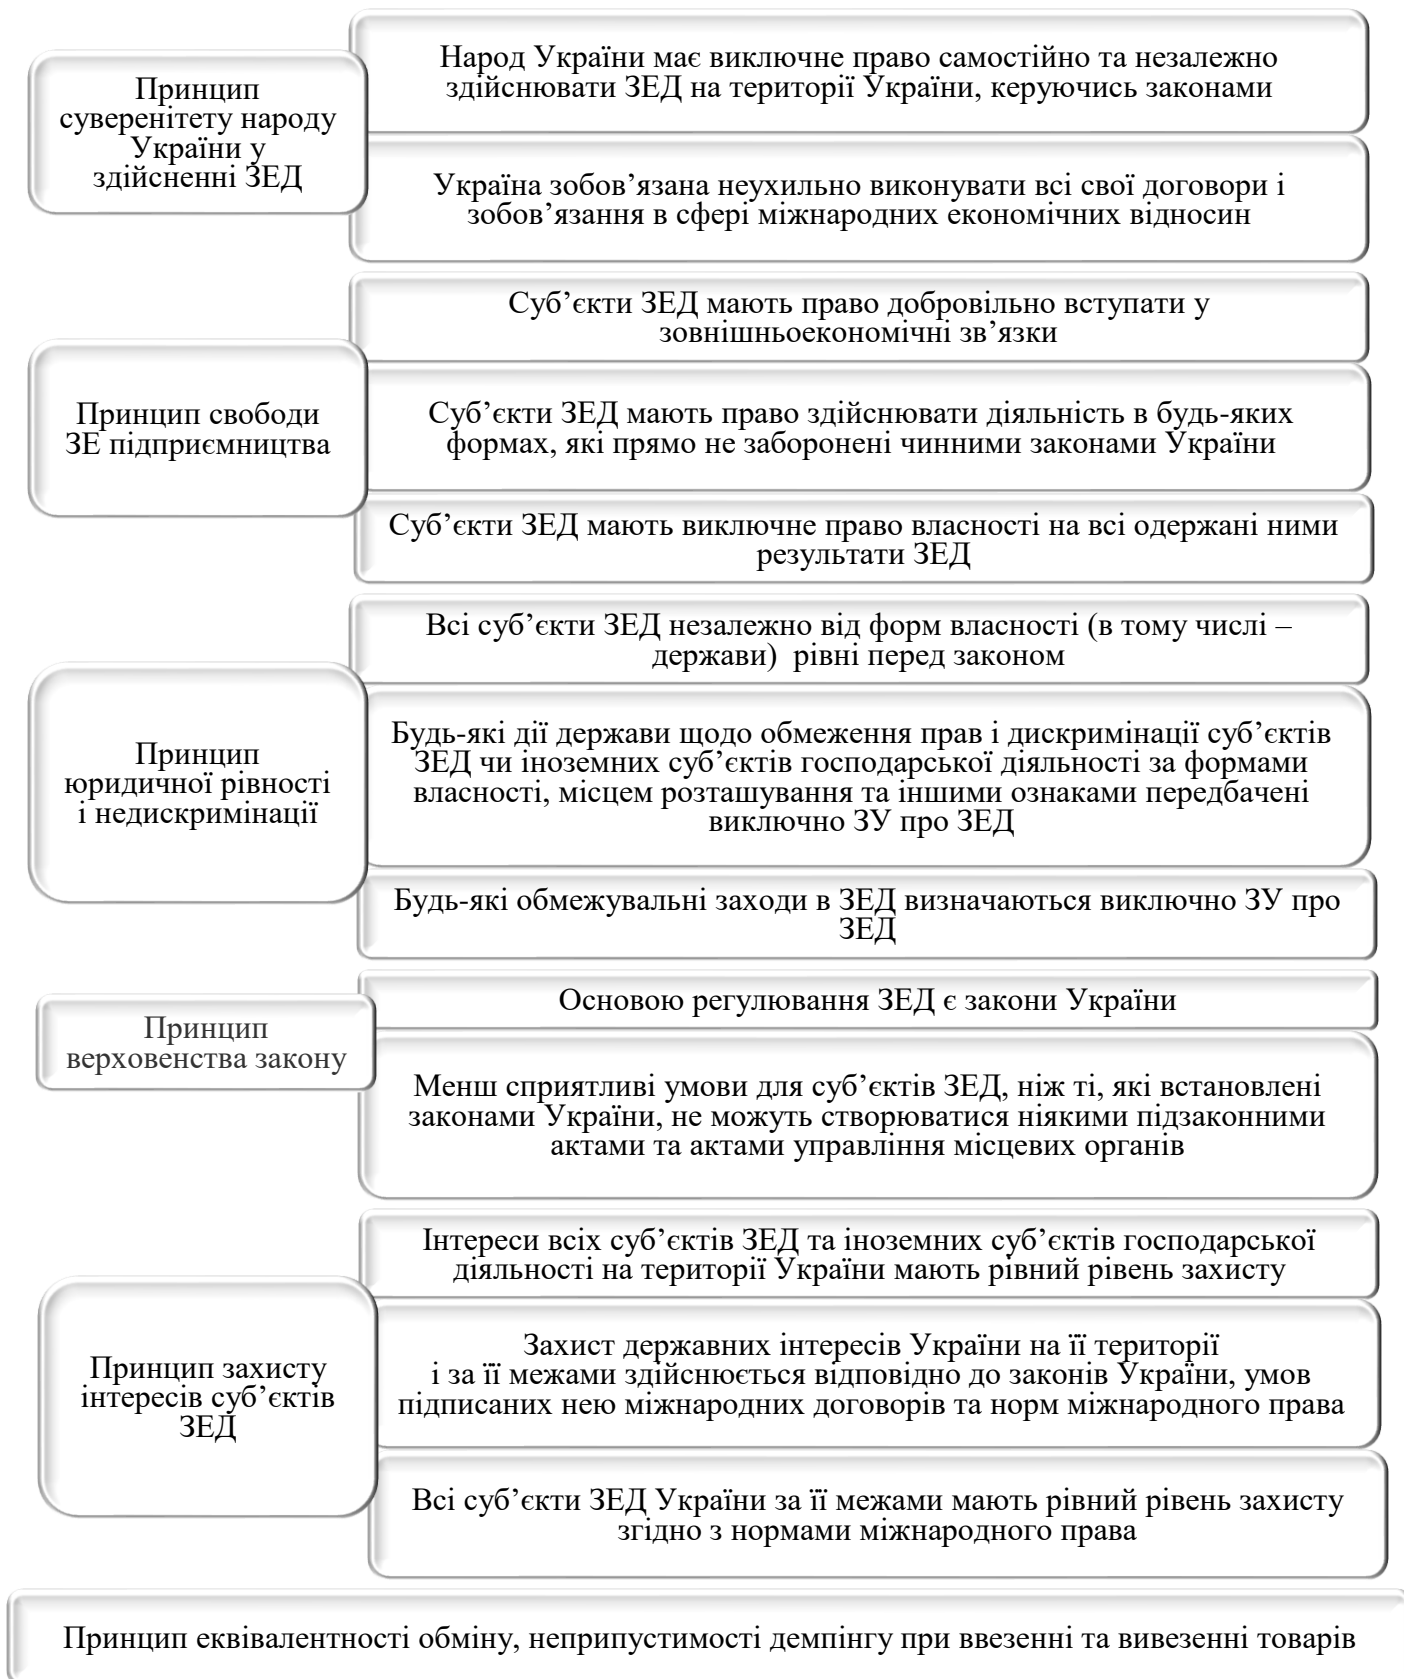 Принцип
суверенітету народу
України у
здійсненні ЗЕД
Народ України має виключне право самостійно та незалежно
здійснювати ЗЕД на території України, керуючись законами
Україна зобов’язана неухильно виконувати всі свої договори і
зобов’язання в сфері міжнародних економічних відносин
Принцип свободи
ЗЕ підприємництва
Суб’єкти ЗЕД мають право добровільно вступати у
зовнішньоекономічні зв’язки
Суб’єкти ЗЕД мають право здійснювати діяльність в будь-яких
формах, які прямо не заборонені чинними законами України
Суб’єкти ЗЕД мають виключне право власності на всі одержані ними
результати ЗЕД
Принцип
юридичної рівності
і недискримінації
Всі суб’єкти ЗЕД незалежно від форм власності (в тому числі –
держави) рівні перед законом
Будь-які дії держави щодо обмеження прав і дискримінації суб’єктів
ЗЕД чи іноземних суб’єктів господарської діяльності за формами
власності, місцем розташування та іншими ознаками передбачені
виключно ЗУ про ЗЕД
Будь-які обмежувальні заходи в ЗЕД визначаються виключно ЗУ про
ЗЕД
Принцип
верховенства закону
Основою регулювання ЗЕД є закони України
Менш сприятливі умови для суб’єктів ЗЕД, ніж ті, які встановлені
законами України, не можуть створюватися ніякими підзаконними
актами та актами управління місцевих органів
Принцип захисту
інтересів суб’єктів
ЗЕД
Інтереси всіх суб’єктів ЗЕД та іноземних суб’єктів господарської
діяльності на території України мають рівний рівень захисту
Захист державних інтересів України на її території
і за її межами здійснюється відповідно до законів України, умов
підписаних нею міжнародних договорів та норм міжнародного права
Всі суб’єкти ЗЕД України за її межами мають рівний рівень захисту
згідно з нормами міжнародного права
Принцип еквівалентності обміну, неприпустимості демпінгу при ввезенні та вивезенні товарів